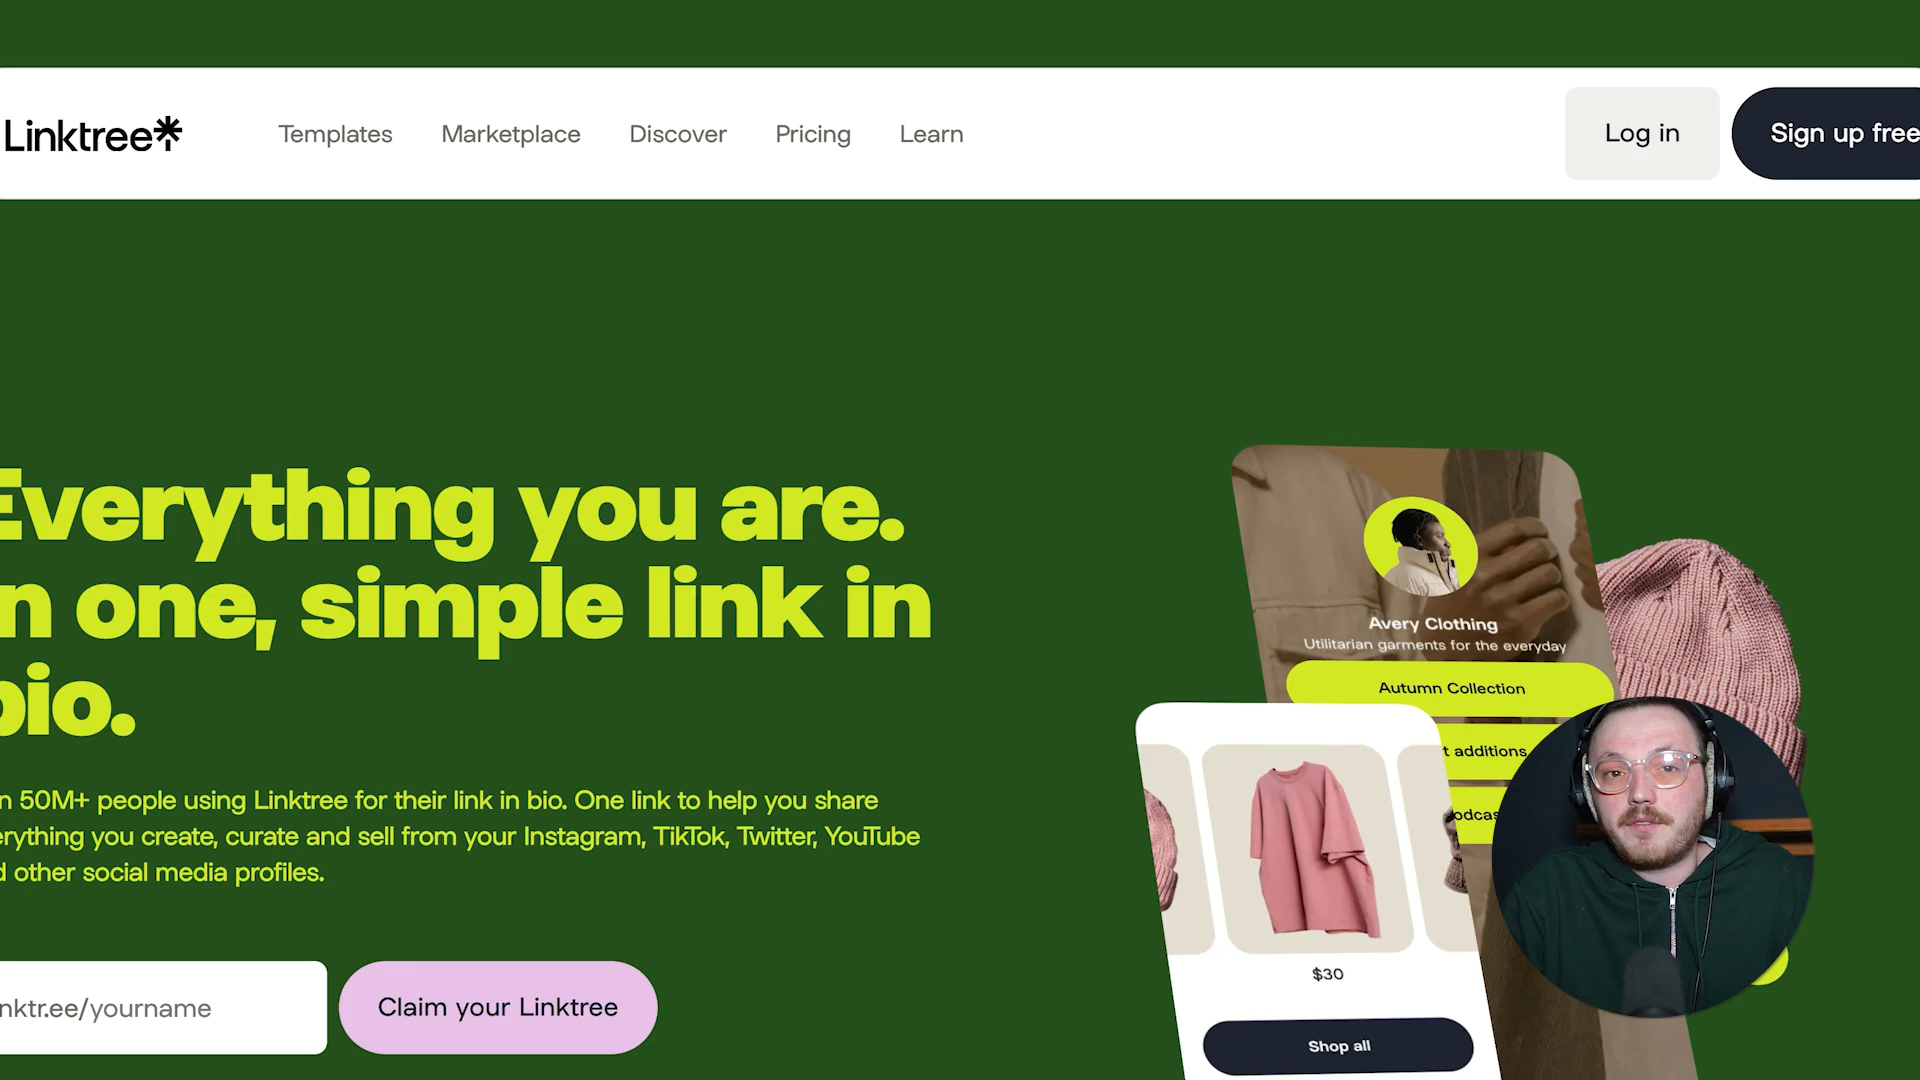 Linktree*
Templates
Marketplace
Discover
Pricing
Learn
Log in
Sign up free
Everything you are.
n one, simple link in
bio.
n 50M+ people using Linktree for their link in bio. One link to help you share
erything you create, curate and sell from your Instagram, TikTok, Twitter, YouTube
d other social media profiles.
nktr.ee/yourname
Claim your Linktree
Avery Clothing
Utilitarian garments for the everyday
Autumn Collection
t additions
odcas
$30
Shop all